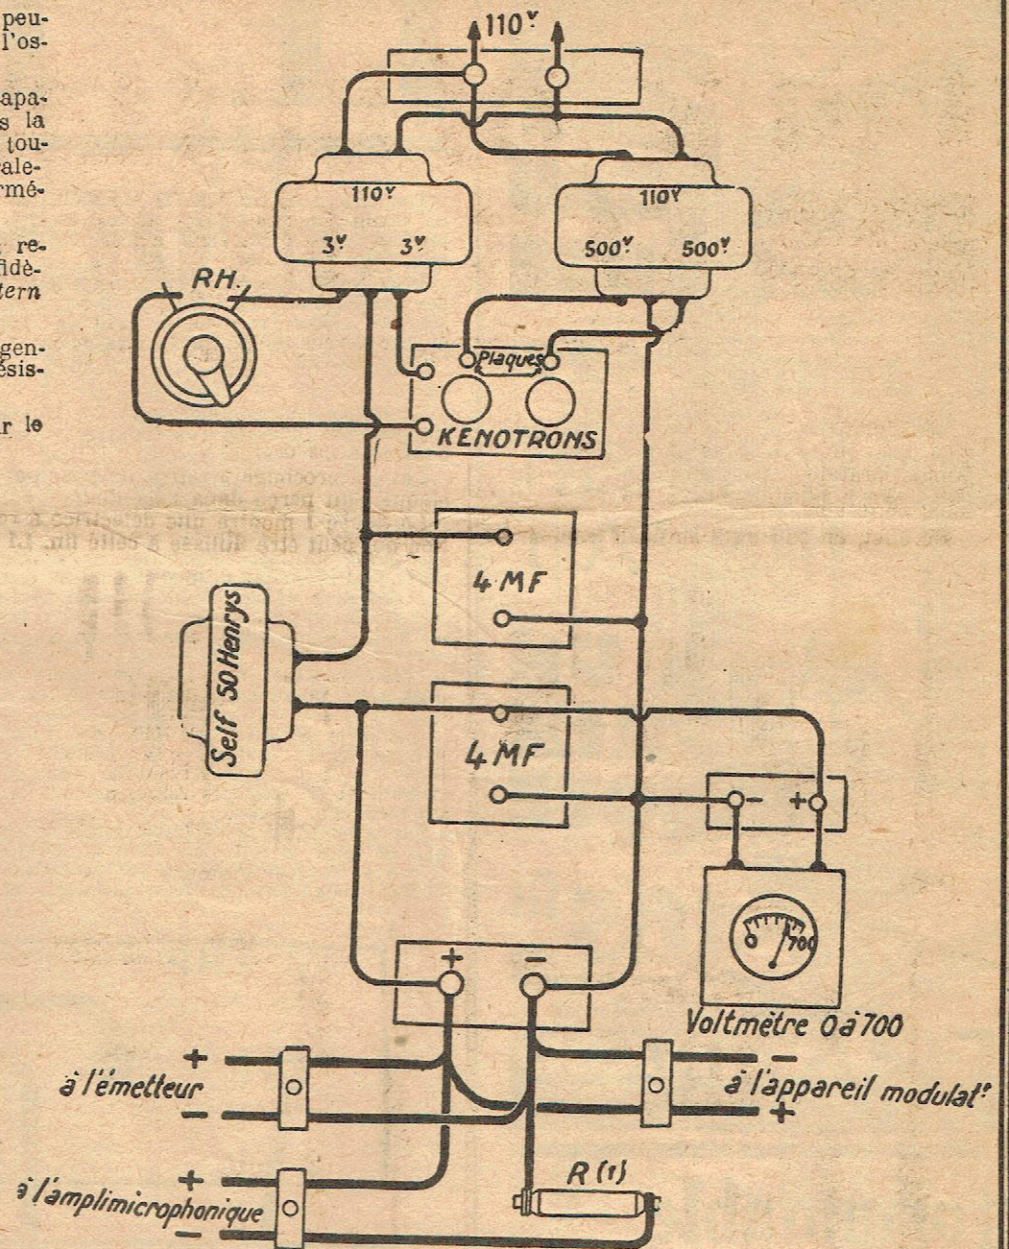 peu-
l'os-
apa-
s la
tou-
ale-
rmé-
re-
fidè-
tern
gen-
ésis-
r le
110ᵛ
110ᵛ
110ᵛ
3ᵛ 3ᵛ
500ᵛ 500ᵛ
RH.
Plaques
KENOTRONS
4 MF
Self 50 Henrys
4 MF
- +
0 700
+ -
Voltmètre 0 à 700
+
à l'émetteur
-
-
à l'appareil modulatʳ
+
+
à l'amplimicrophonique
-
R (1)